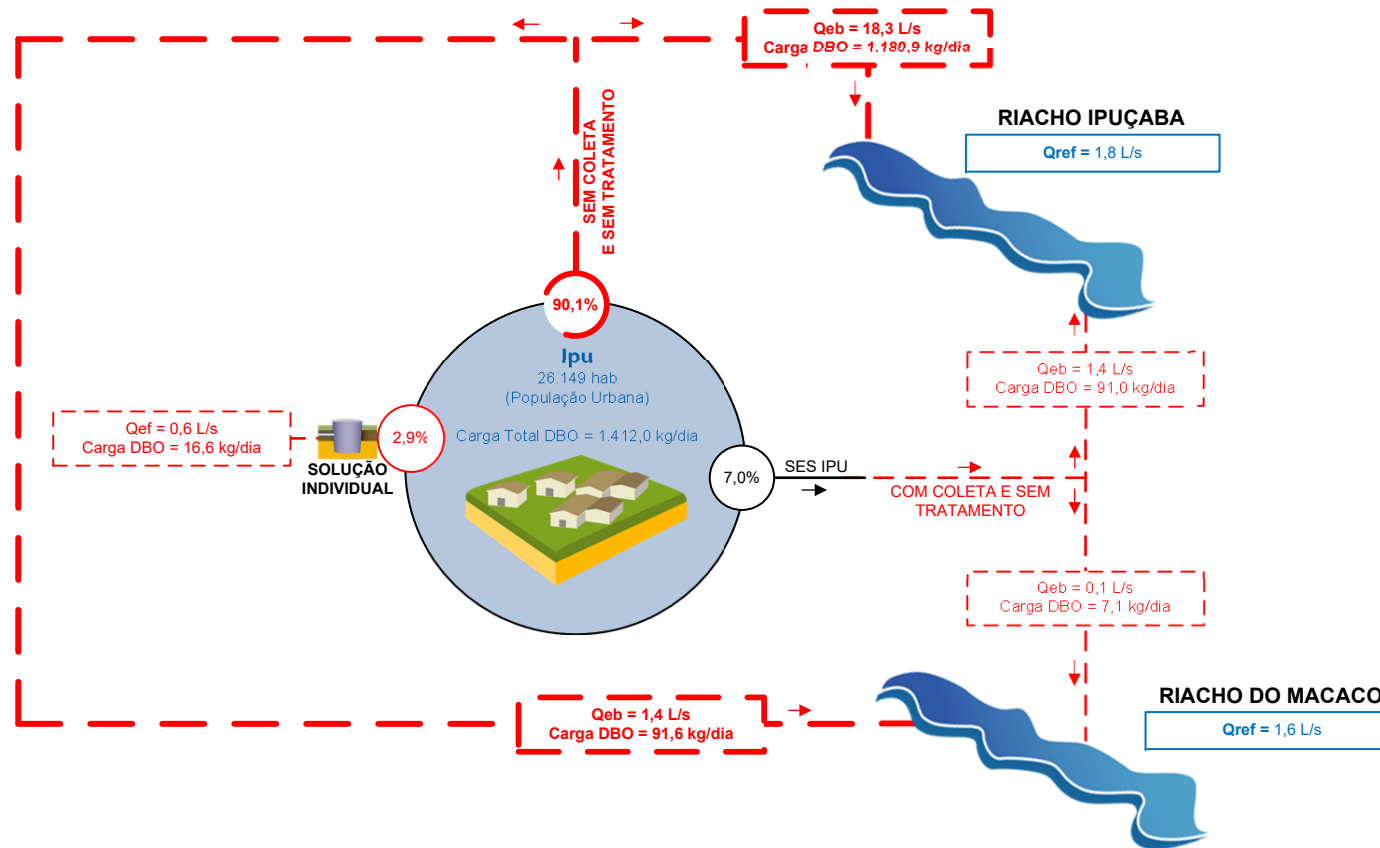 Qeb = 18,3 L/s
Carga DBO = 1.180,9 kg/dia
RIACHO IPUÇABA
Qref = 1,8 L/s
SEM COLETA
E SEM TRATAMENTO
90,1%
Ipu
26.149 hab
(População Urbana)
Carga Total DBO = 1.412,0 kg/dia
Qef = 0,6 L/s
Carga DBO = 16,6 kg/dia
SOLUÇÃO
INDIVIDUAL
2,9%
7,0%
SES IPU
COM COLETA E SEM
TRATAMENTO
Qeb = 1,4 L/s
Carga DBO = 91,0 kg/dia
Qeb = 0,1 L/s
Carga DBO = 7,1 kg/dia
Qeb = 1,4 L/s
Carga DBO = 91,6 kg/dia
RIACHO DO MACACO
Qref = 1,6 L/s